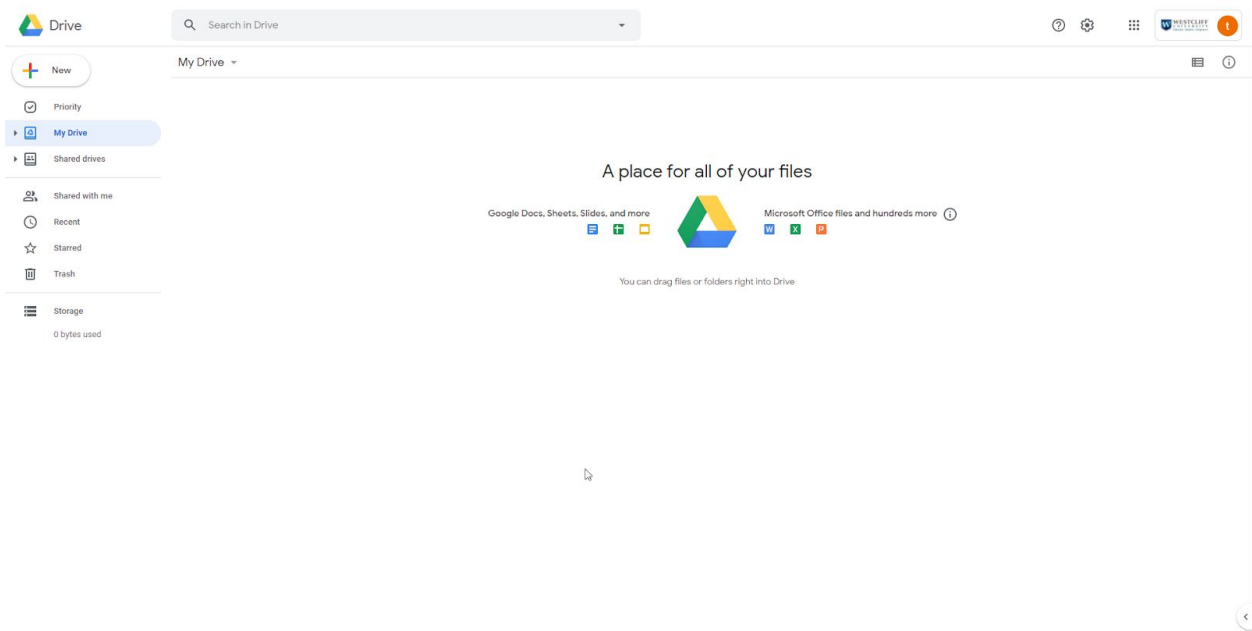 Drive
Search in Drive
WESTCLIFF
UNIVERSITY
t
New
My Drive
Priority
My Drive
Shared drives
Shared with me
Recent
Starred
Trash
Storage
0 bytes used
A place for all of your files
Google Docs, Sheets, Slides, and more
Microsoft Office files and hundreds more
W X P
You can drag files or folders right into Drive